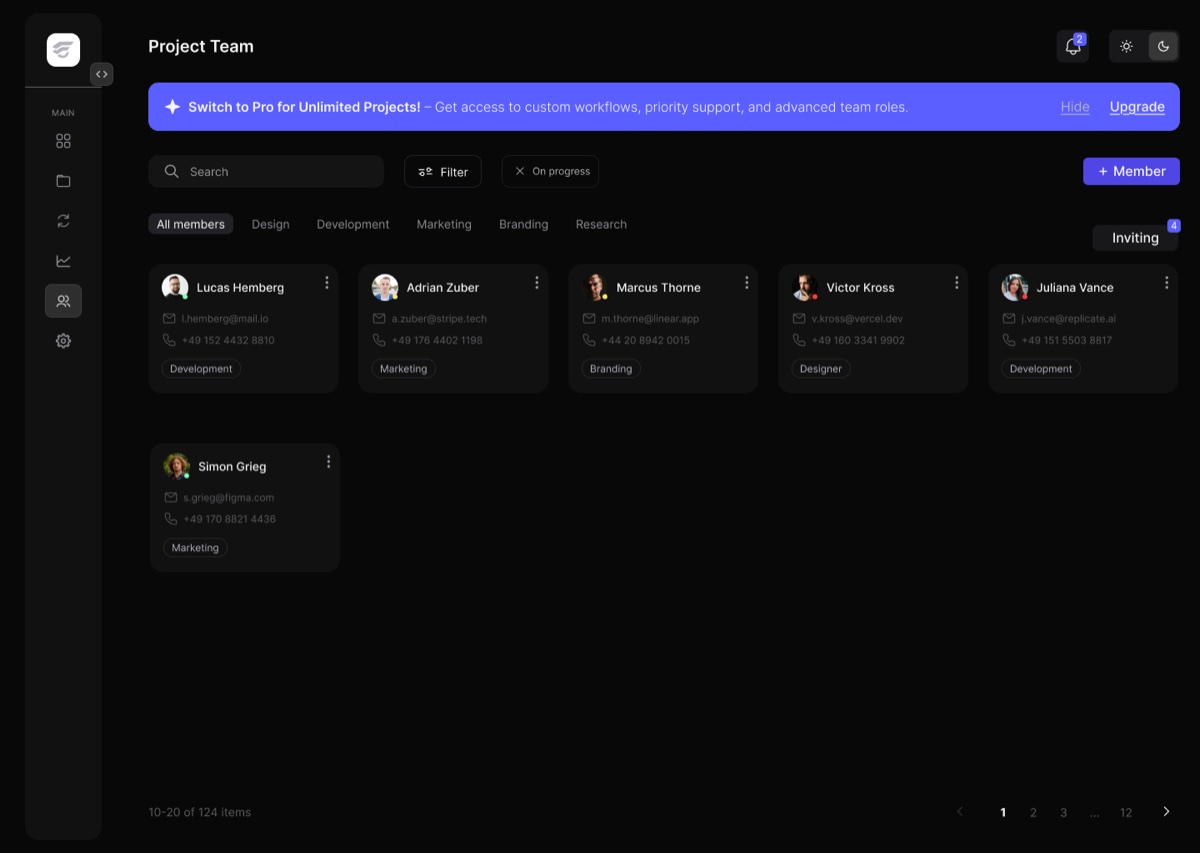 Project Team
2
MAIN
Switch to Pro for Unlimited Projects! – Get access to custom workflows, priority support, and advanced team roles.
Hide
Upgrade
Search
Filter
On progress
+ Member
All members
Design
Development
Marketing
Branding
Research
Inviting
4
Lucas Hemberg
l.hemberg@mail.io
+49 152 4432 8810
Development
Adrian Zuber
a.zuber@stripe.tech
+49 176 4402 1198
Marketing
Marcus Thorne
m.thorne@linear.app
+44 20 8942 0015
Branding
Victor Kross
v.kross@vercel.dev
+49 160 3341 9902
Designer
Juliana Vance
j.vance@replicate.ai
+49 151 5503 8817
Development
Simon Grieg
s.grieg@figma.com
+49 170 8821 4436
Marketing
10-20 of 124 items
1
2
3
...
12